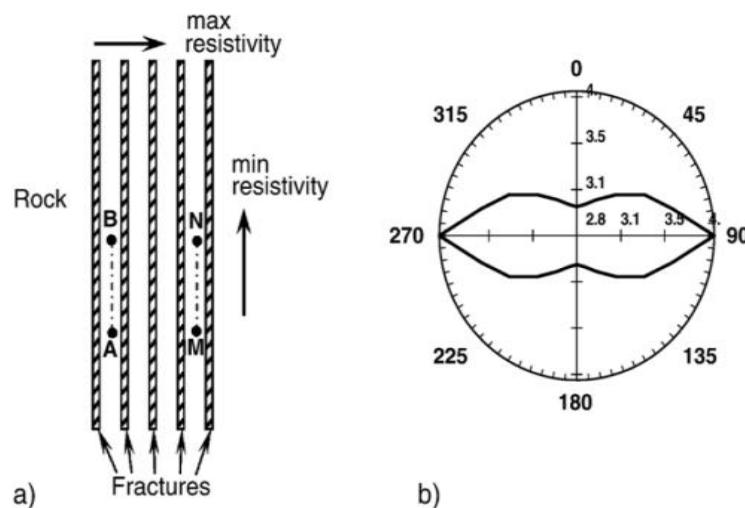 max
resistivity
min
resistivity
Rock
B
N
A
M
Fractures
a)
0
45
90
135
180
225
270
315
4.
3.5
3.1
2.8 3.1 3.5 4.
b)